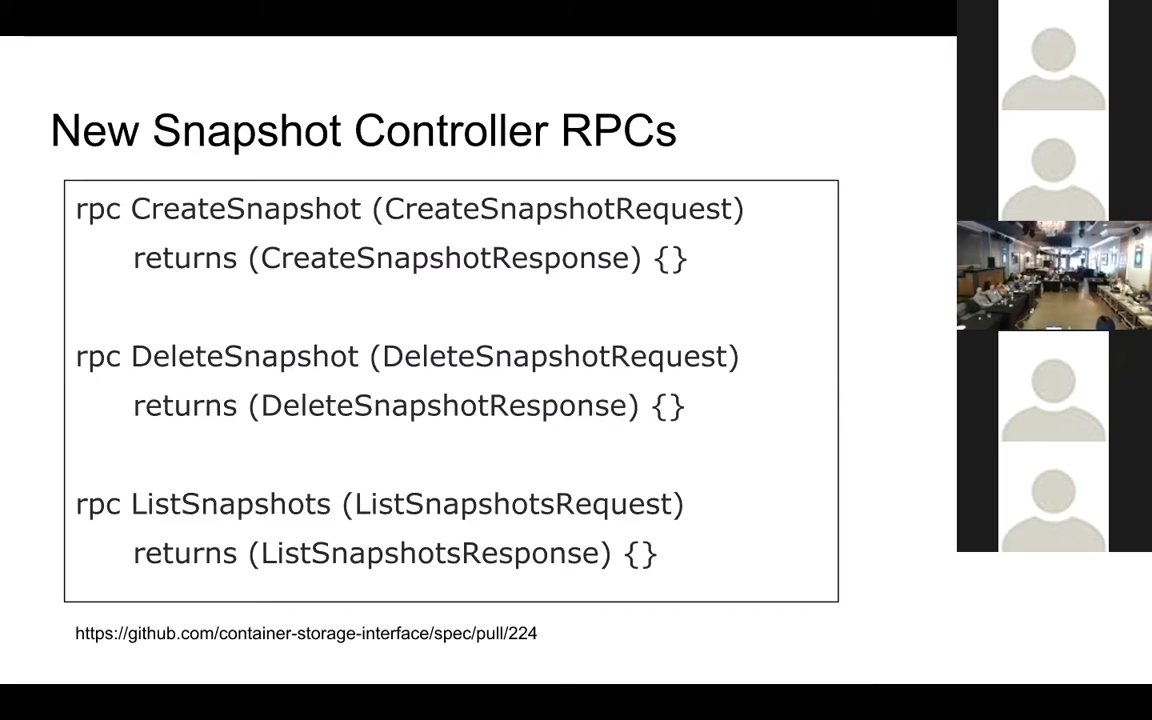 New Snapshot Controller RPCs
rpc CreateSnapshot (CreateSnapshotRequest)
returns (CreateSnapshotResponse) {}
rpc DeleteSnapshot (DeleteSnapshotRequest)
returns (DeleteSnapshotResponse) {}
rpc ListSnapshots (ListSnapshotsRequest)
returns (ListSnapshotsResponse) {}
https://github.com/container-storage-interface/spec/pull/224